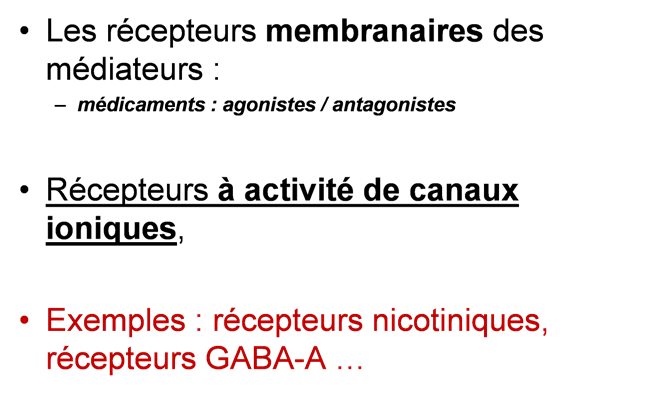 • Les récepteurs membranaires des
médiateurs :
– médicaments : agonistes / antagonistes
• Récepteurs à activité de canaux
ioniques,
• Exemples : récepteurs nicotiniques,
récepteurs GABA-A …